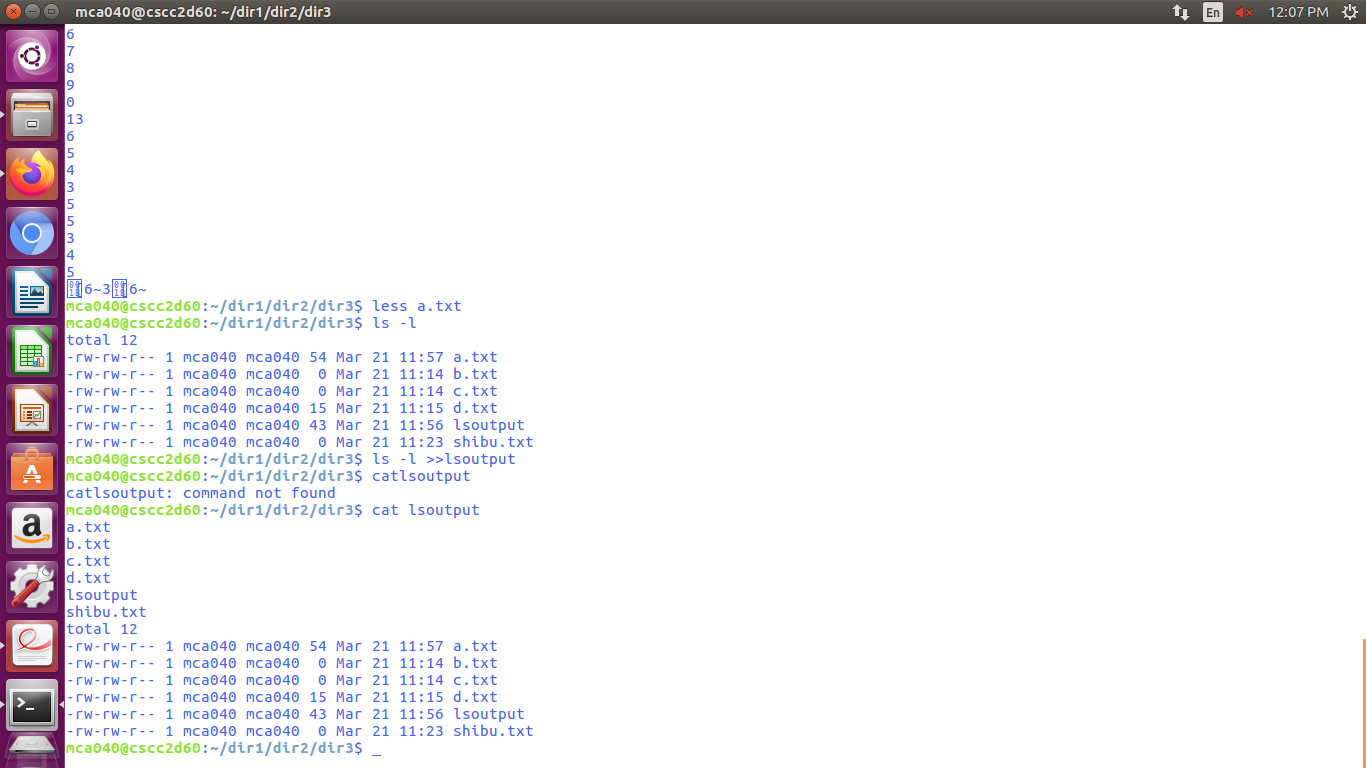 mca040@cscc2d60: ~/dir1/dir2/dir3
En
12:07 PM
6
7
8
9
0
13
6
5
4
3
5
5
3
4
5
6~36~
mca040@cscc2d60:~/dir1/dir2/dir3$ less a.txt
mca040@cscc2d60:~/dir1/dir2/dir3$ ls -l
total 12
-rw-rw-r-- 1 mca040 mca040 54 Mar 21 11:57 a.txt
-rw-rw-r-- 1 mca040 mca040  0 Mar 21 11:14 b.txt
-rw-rw-r-- 1 mca040 mca040  0 Mar 21 11:14 c.txt
-rw-rw-r-- 1 mca040 mca040 15 Mar 21 11:15 d.txt
-rw-rw-r-- 1 mca040 mca040 43 Mar 21 11:56 lsoutput
-rw-rw-r-- 1 mca040 mca040  0 Mar 21 11:23 shibu.txt
mca040@cscc2d60:~/dir1/dir2/dir3$ ls -l >>lsoutput
mca040@cscc2d60:~/dir1/dir2/dir3$ catlsoutput
catlsoutput: command not found
mca040@cscc2d60:~/dir1/dir2/dir3$ cat lsoutput
a.txt
b.txt
c.txt
d.txt
lsoutput
shibu.txt
total 12
-rw-rw-r-- 1 mca040 mca040 54 Mar 21 11:57 a.txt
-rw-rw-r-- 1 mca040 mca040  0 Mar 21 11:14 b.txt
-rw-rw-r-- 1 mca040 mca040  0 Mar 21 11:14 c.txt
-rw-rw-r-- 1 mca040 mca040 15 Mar 21 11:15 d.txt
-rw-rw-r-- 1 mca040 mca040 43 Mar 21 11:56 lsoutput
-rw-rw-r-- 1 mca040 mca040  0 Mar 21 11:23 shibu.txt
mca040@cscc2d60:~/dir1/dir2/dir3$ _